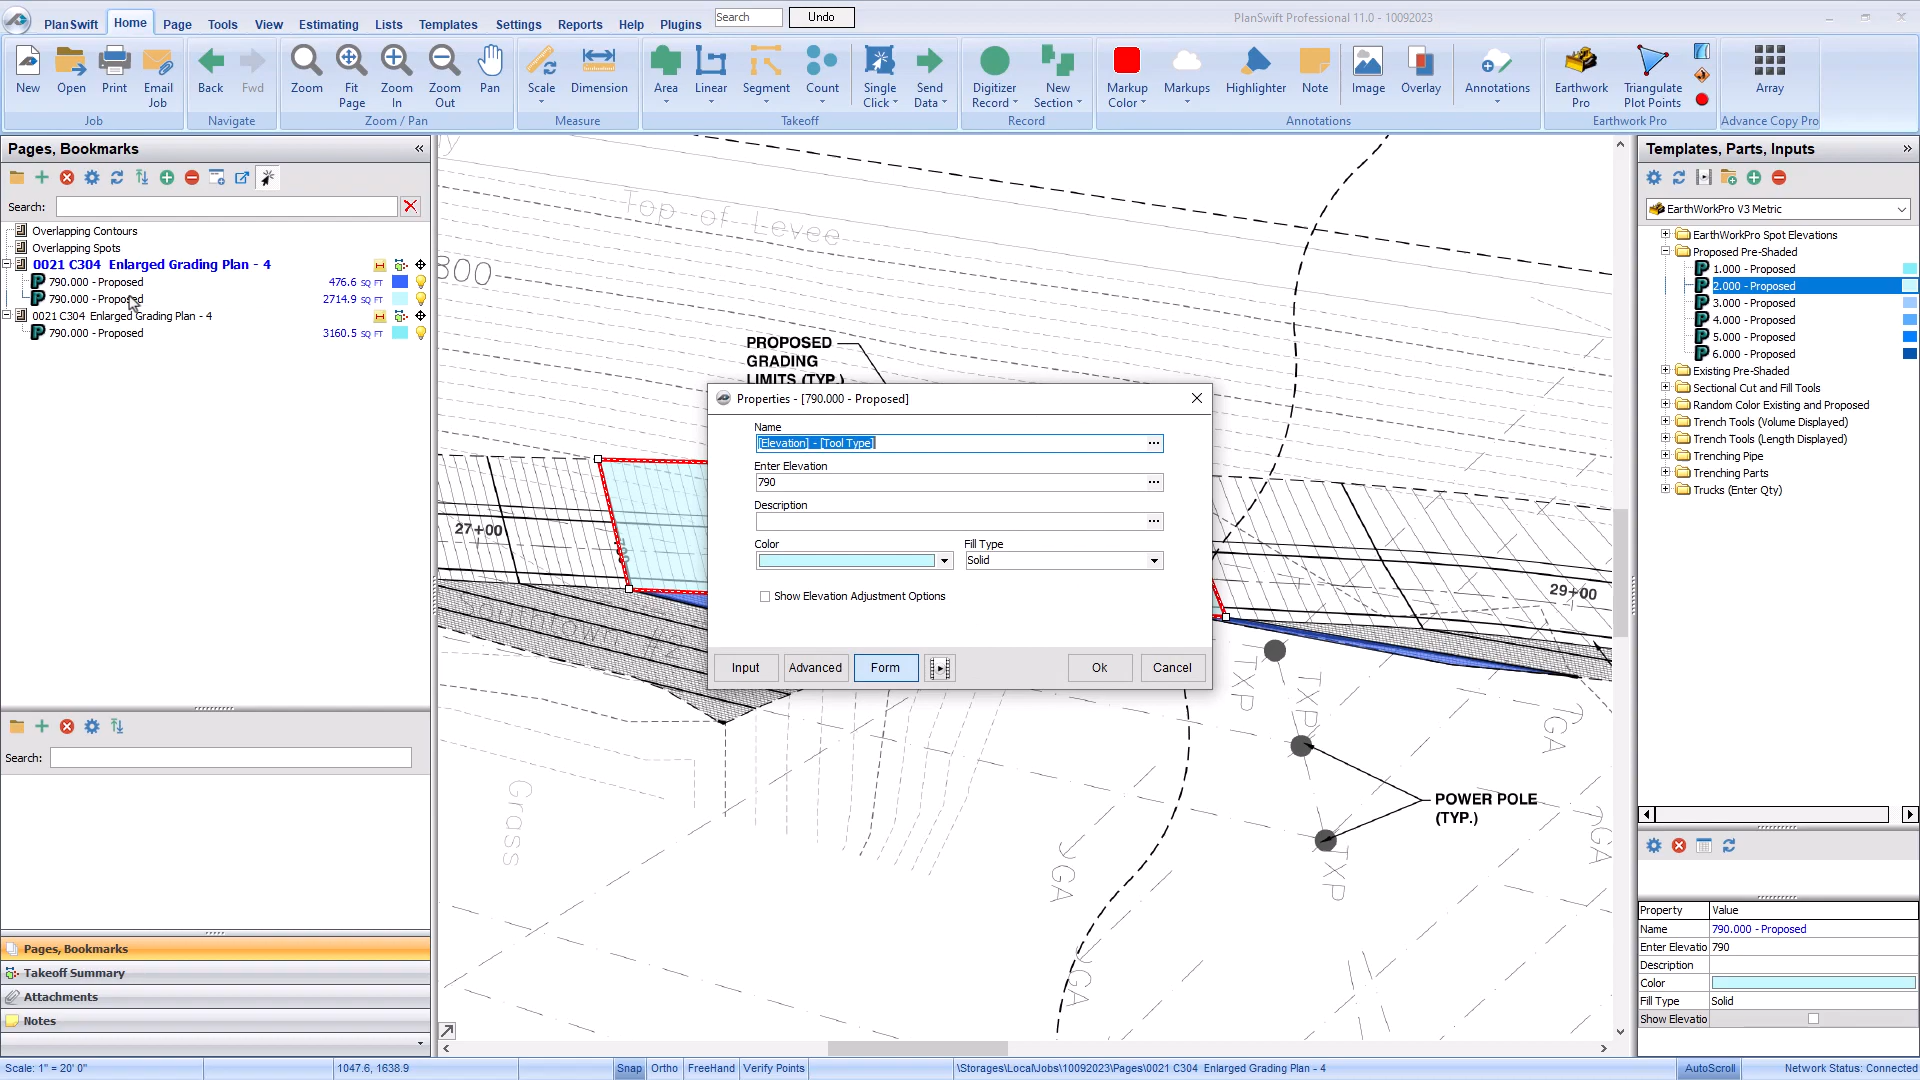 PlanSwift
Home
Page
Tools
View
Estimating
Lists
Templates
Settings
Reports
Help
Plugins
Search
Undo
PlanSwift Professional 11.0 - 10092023
New
Open
Print
Email Job
Job
Back
Fwd
Navigate
Zoom
Fit Page
Zoom In
Zoom Out
Pan
Zoom / Pan
Scale
Dimension
Measure
Area
Linear
Segment
Count
Single Click
Send Data
Takeoff
Digitizer Record
New Section
Record
Markup Color
Markups
Highlighter
Note
Image
Overlay
Annotations
Annotations
Earthwork Pro
Triangulate Plot Points
Earthwork Pro
Array
Advance Copy Pro
Pages, Bookmarks
Search:
Overlapping Contours
Overlapping Spots
0021 C304 Enlarged Grading Plan - 4
790.000 - Proposed 476.6 SQ FT
790.000 - Proposed 2714.9 SQ FT
0021 C304 Enlarged Grading Plan - 4
790.000 - Proposed 3160.5 SQ FT
Search:
Pages, Bookmarks
Takeoff Summary
Attachments
Notes
Top of Levee
800
PROPOSED
GRADING
LIMITS (TYP.)
27+00
29+00
Grass
TXP
TXP
TXP
GA
GA
GA
GA
POWER POLE
(TYP.)
Properties - [790.000 - Proposed]
Name
[Elevation] - [Tool Type]
Enter Elevation
790
Description
Color
Fill Type
Solid
Show Elevation Adjustment Options
Input
Advanced
Form
Ok
Cancel
Templates, Parts, Inputs
EarthWorkPro V3 Metric
EarthWorkPro Spot Elevations
Proposed Pre-Shaded
1.000 - Proposed
2.000 - Proposed
3.000 - Proposed
4.000 - Proposed
5.000 - Proposed
6.000 - Proposed
Existing Pre-Shaded
Sectional Cut and Fill Tools
Random Color Existing and Proposed
Trench Tools (Volume Displayed)
Trench Tools (Length Displayed)
Trenching Pipe
Trenching Parts
Trucks (Enter Qty)
Property Value
Name 790.000 - Proposed
Enter Elevatio 790
Description
Color
Fill Type Solid
Show Elevatio
Scale: 1" = 20' 0"
1047.6, 1638.9
Snap
Ortho
FreeHand
Verify Points
\Storages\Local\Jobs\10092023\Pages\0021 C304 Enlarged Grading Plan - 4
AutoScroll
Network Status: Connected